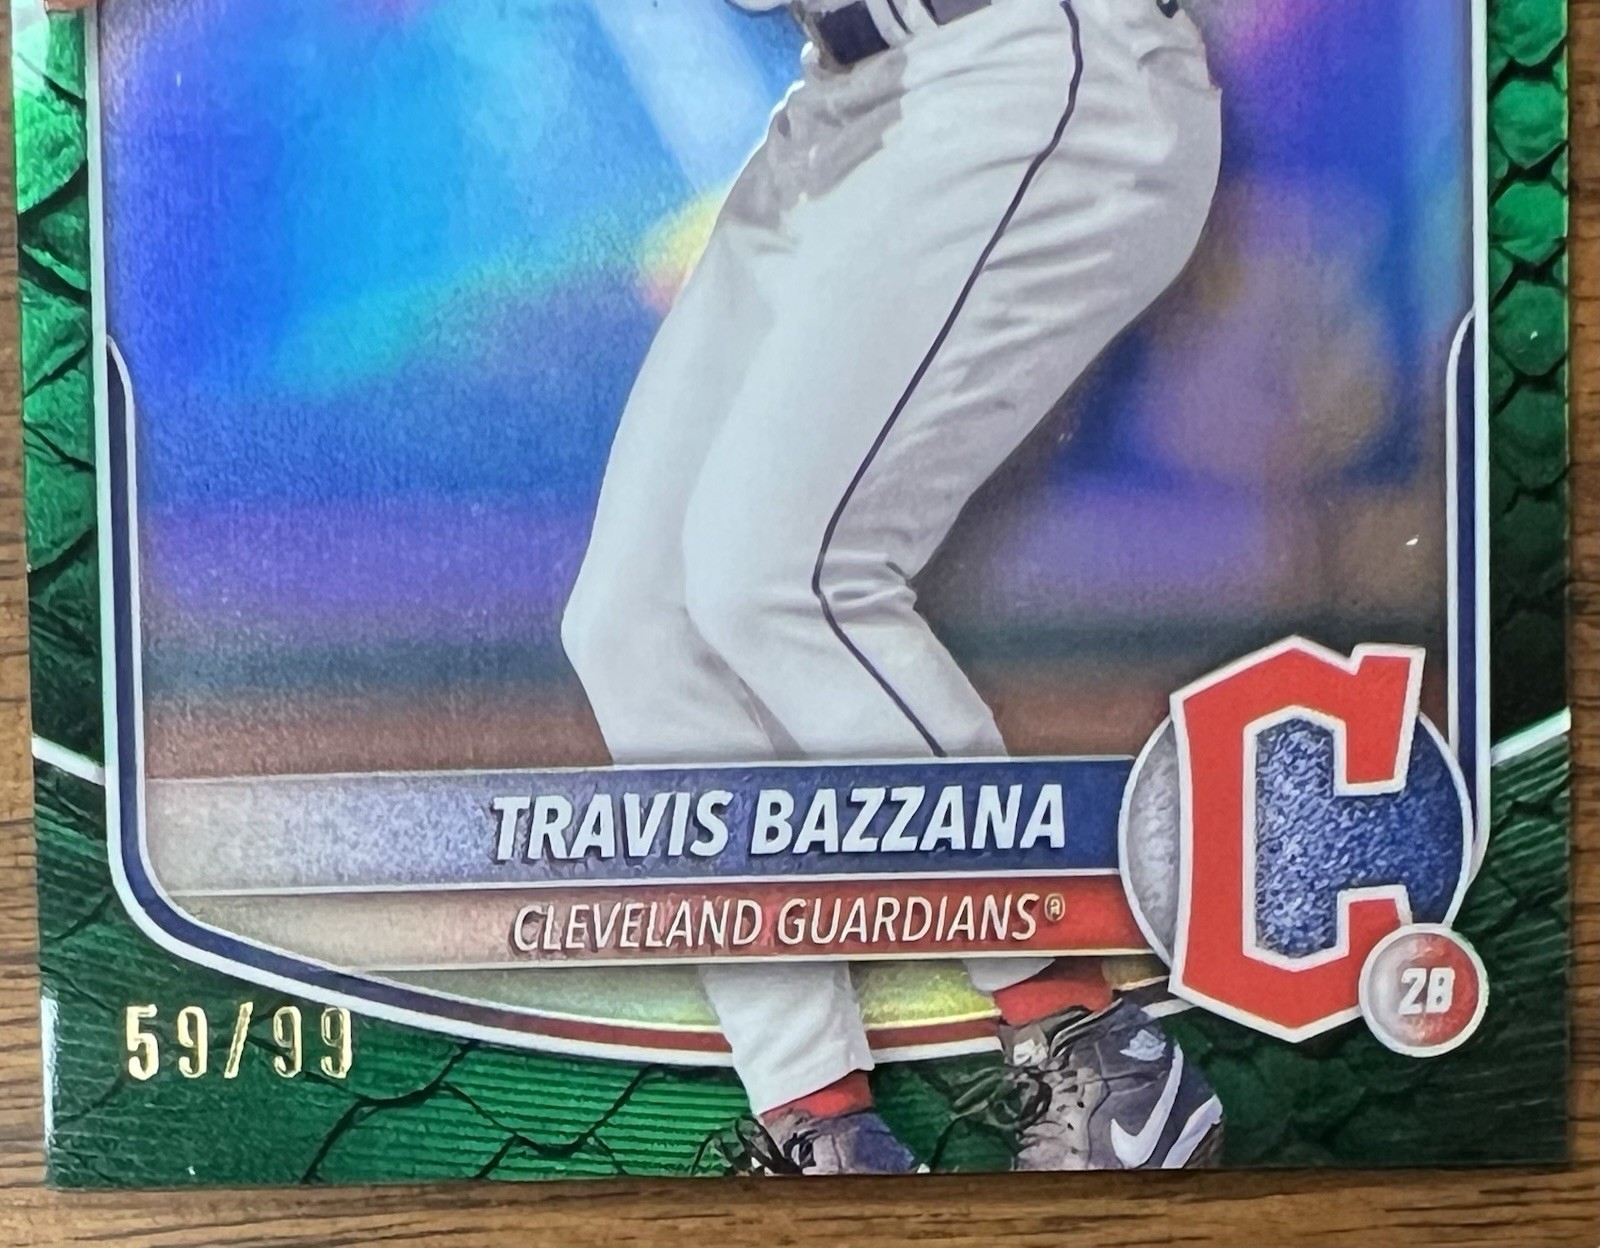 TRAVIS BAZZANA
CLEVELAND GUARDIANS®
C
2B
59/99